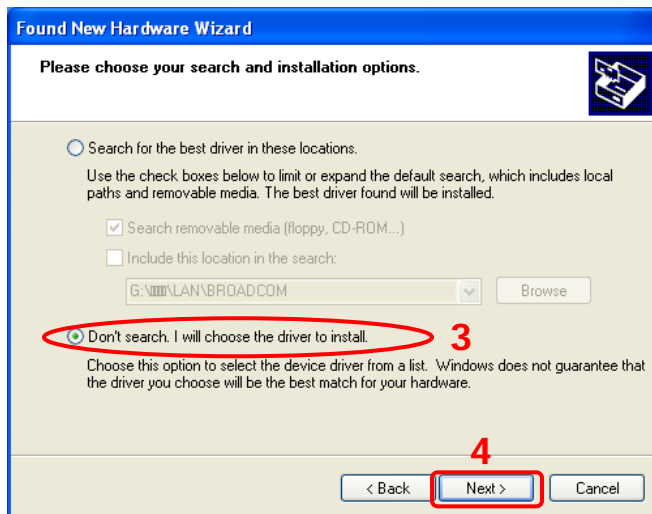 Found New Hardware Wizard
Please choose your search and installation options.
Search for the best driver in these locations.
Use the check boxes below to limit or expand the default search, which includes local
paths and removable media. The best driver found will be installed.
Search removable media (floppy, CD-ROM...)
Include this location in the search:
G:\\LAN\BROADCOM
Browse
Don't search. I will choose the driver to install.
3
Choose this option to select the device driver from a list. Windows does not guarantee that
the driver you choose will be the best match for your hardware.
4
< Back
Next >
Cancel